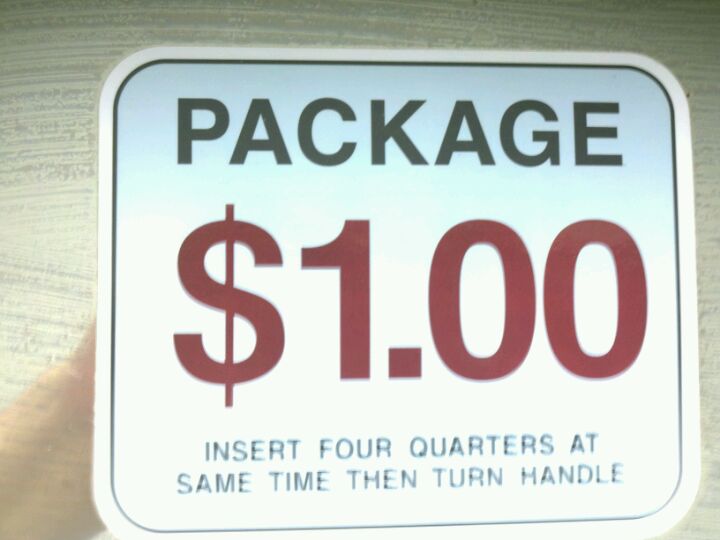 PACKAGE
$1.00
INSERT FOUR QUARTERS AT
SAME TIME THEN TURN HANDLE